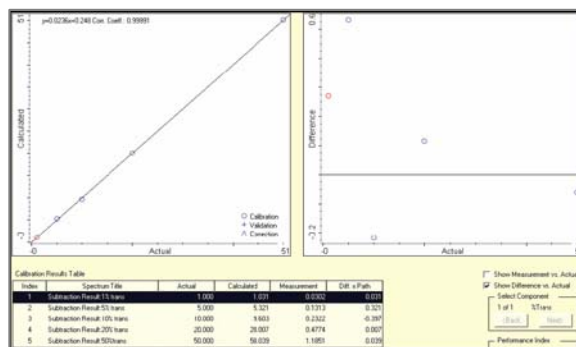 y=0.0236x+0.248 Corr. Coeff.: 0.99991
51
Calculated
-3
-0
Actual
51
Calibration
Validation
Correction
0.6
Difference
-3.2
Actual
Calibration Results Table
Index Spectrum Title Actual Calculated Measurement Diff. x Path
1 Subtraction Result:1% trans 1.000 1.031 0.0302 0.031
2 Subtraction Result:5% trans 5.000 5.321 0.1313 0.321
3 Subtraction Result:10% trans 10.000 9.603 0.2322 -0.397
4 Subtraction Result:20% trans 20.000 20.007 0.4774 0.007
5 Subtraction Result:50%trans 50.000 50.039 1.1851 0.039
Show Measurement vs. Actual
Show Difference vs. Actual
Select Component
1 of 1 %Trans
Next
Performance Index